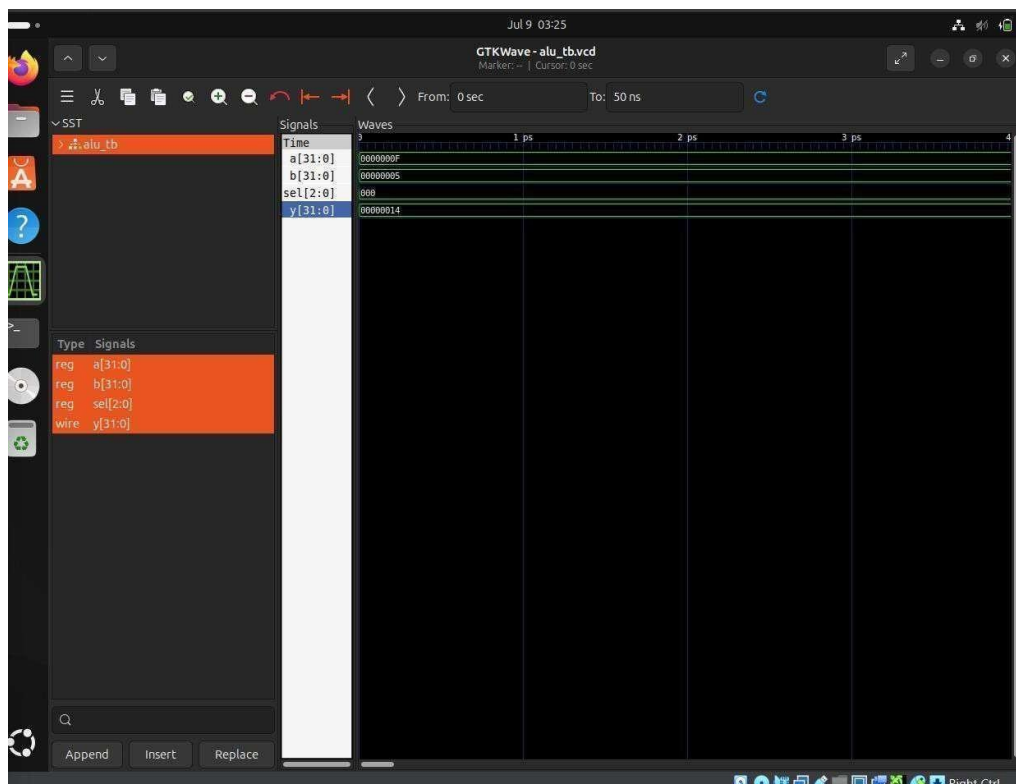 Jul 9 03:25
GTKWave - alu_tb.vcd
Marker: -- | Cursor: 0 sec
From: 0 sec To: 50 ns
SST
alu_tb
Signals
Time
a[31:0]
b[31:0]
sel[2:0]
y[31:0]
Waves
0 1 ps 2 ps 3 ps 4
0000000F
00000005
000
00000014
Type Signals
reg a[31:0]
reg b[31:0]
reg sel[2:0]
wire y[31:0]
Append Insert Replace
Right Ctrl